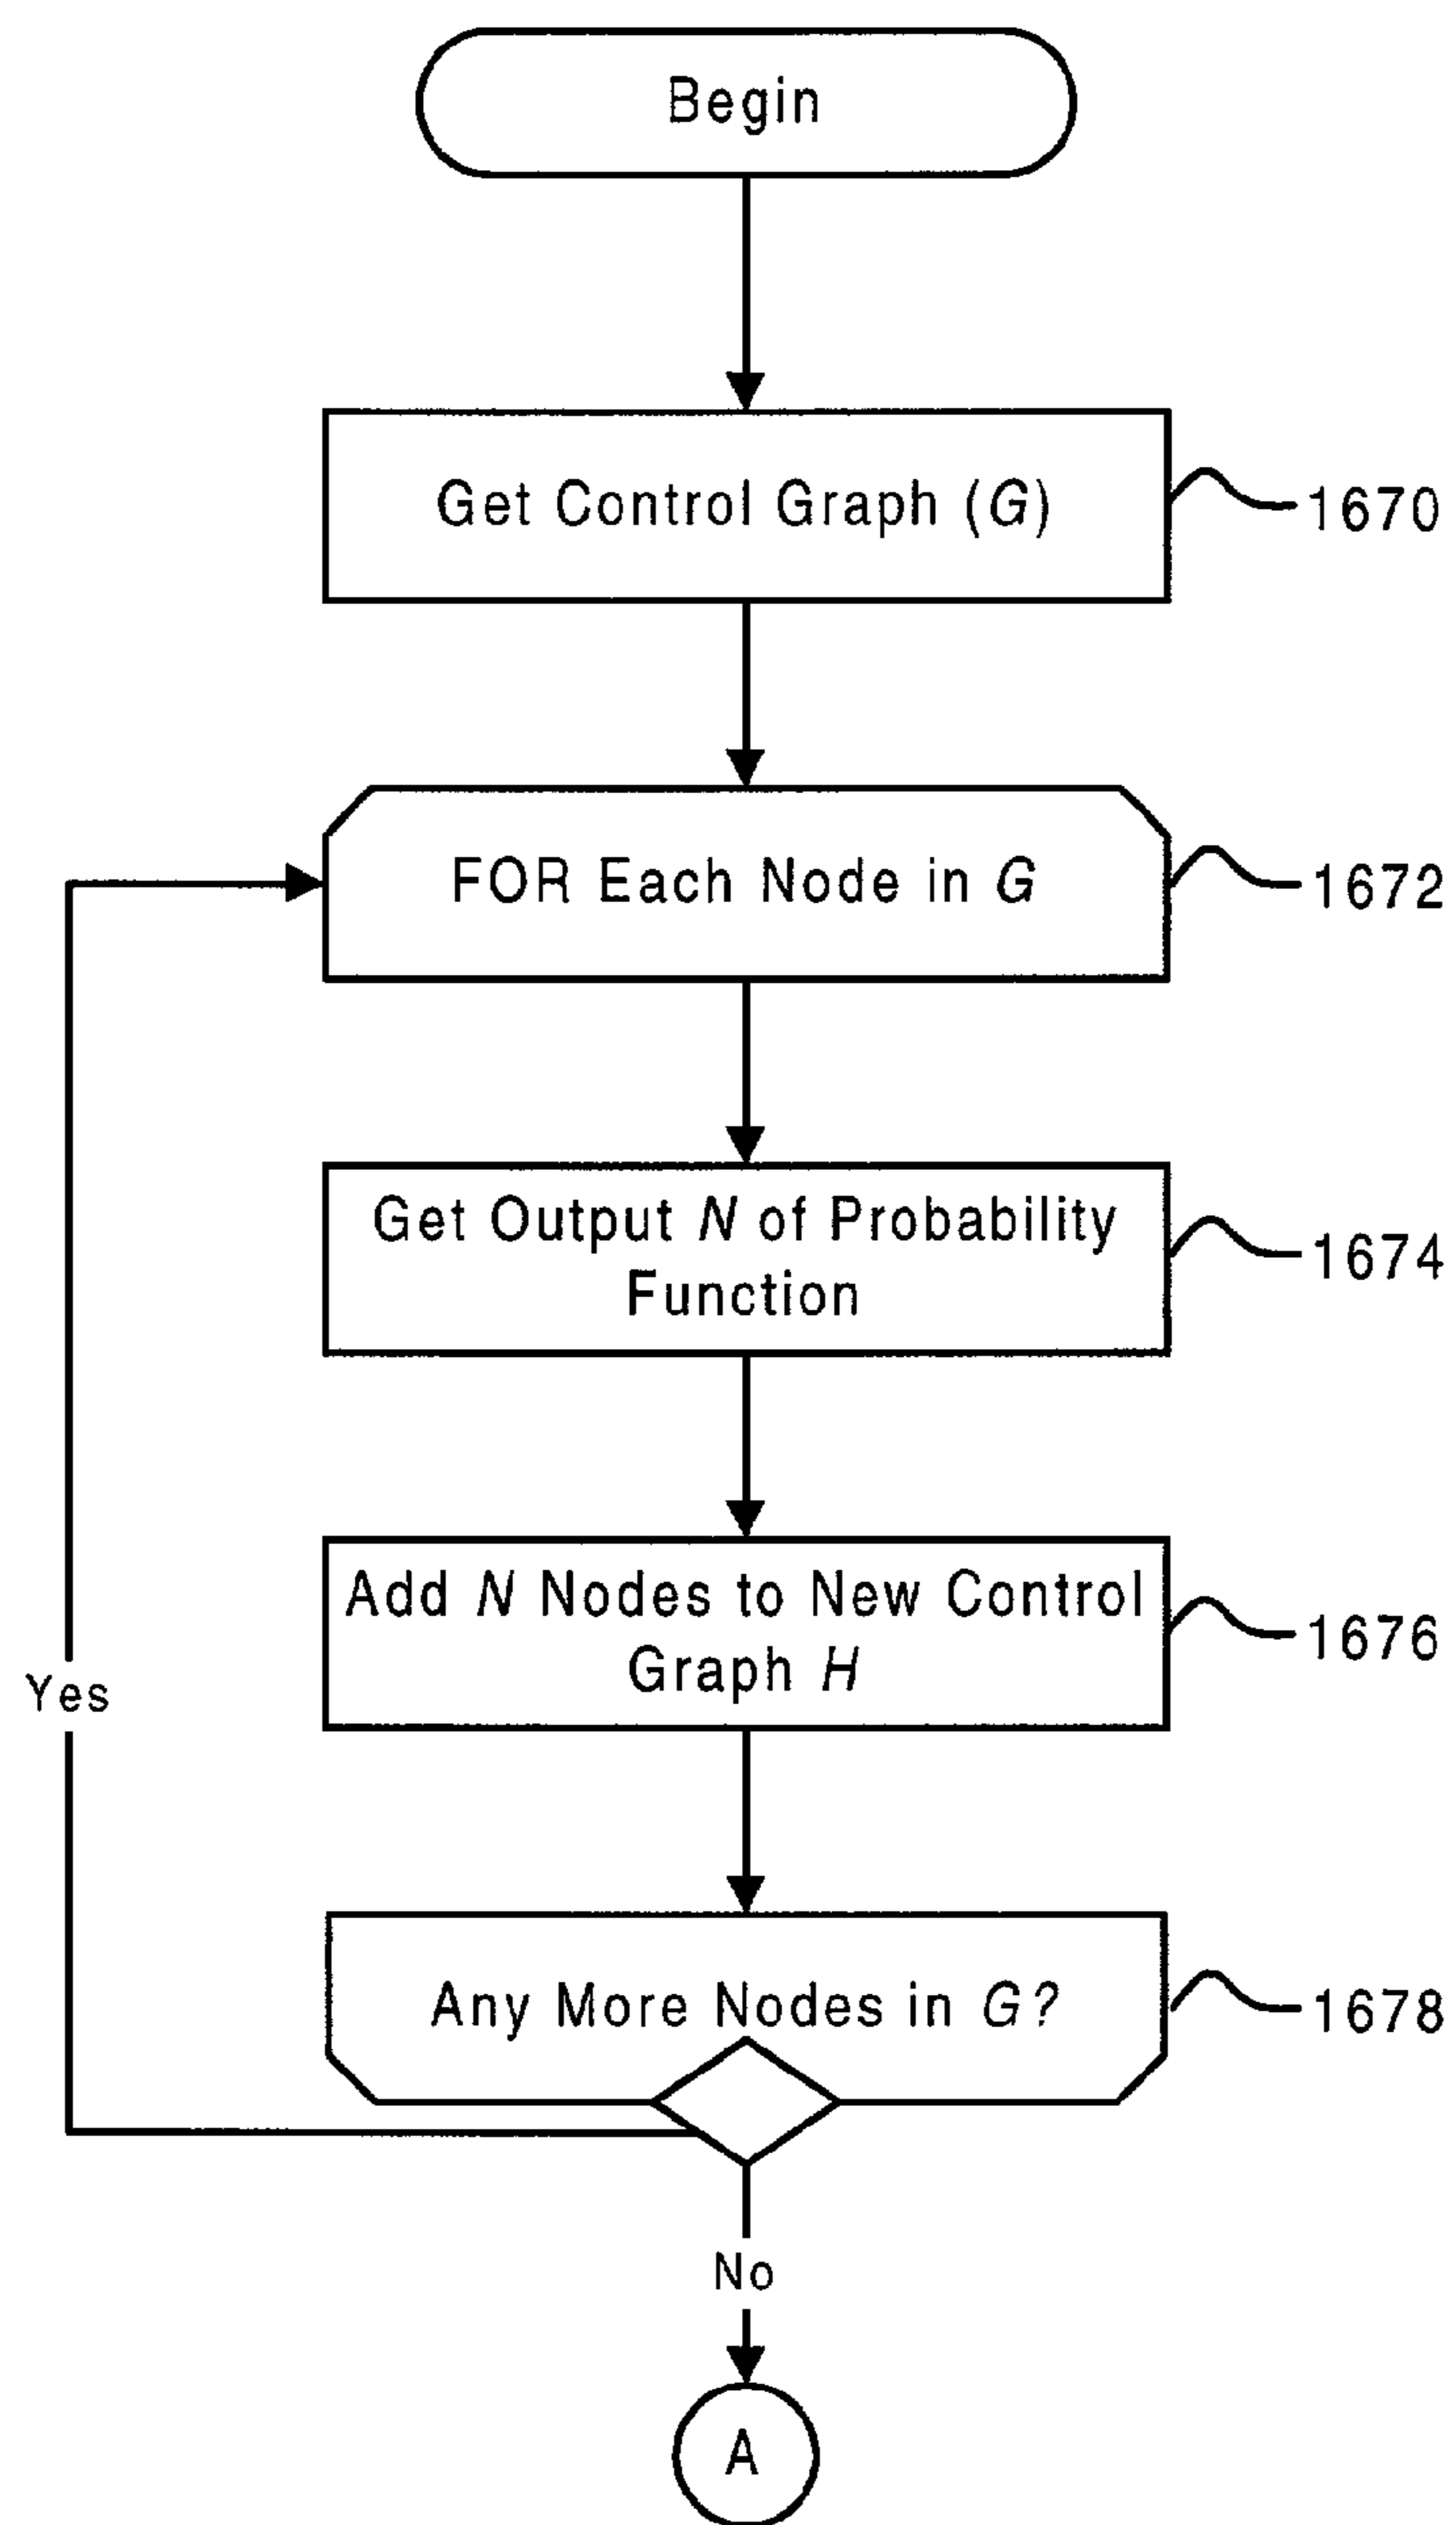 Begin
Get Control Graph (G)
1670
FOR Each Node in G
1672
Get Output N of Probability
Function
1674
Add N Nodes to New Control
Graph H
1676
Yes
Any More Nodes in G?
1678
No
A